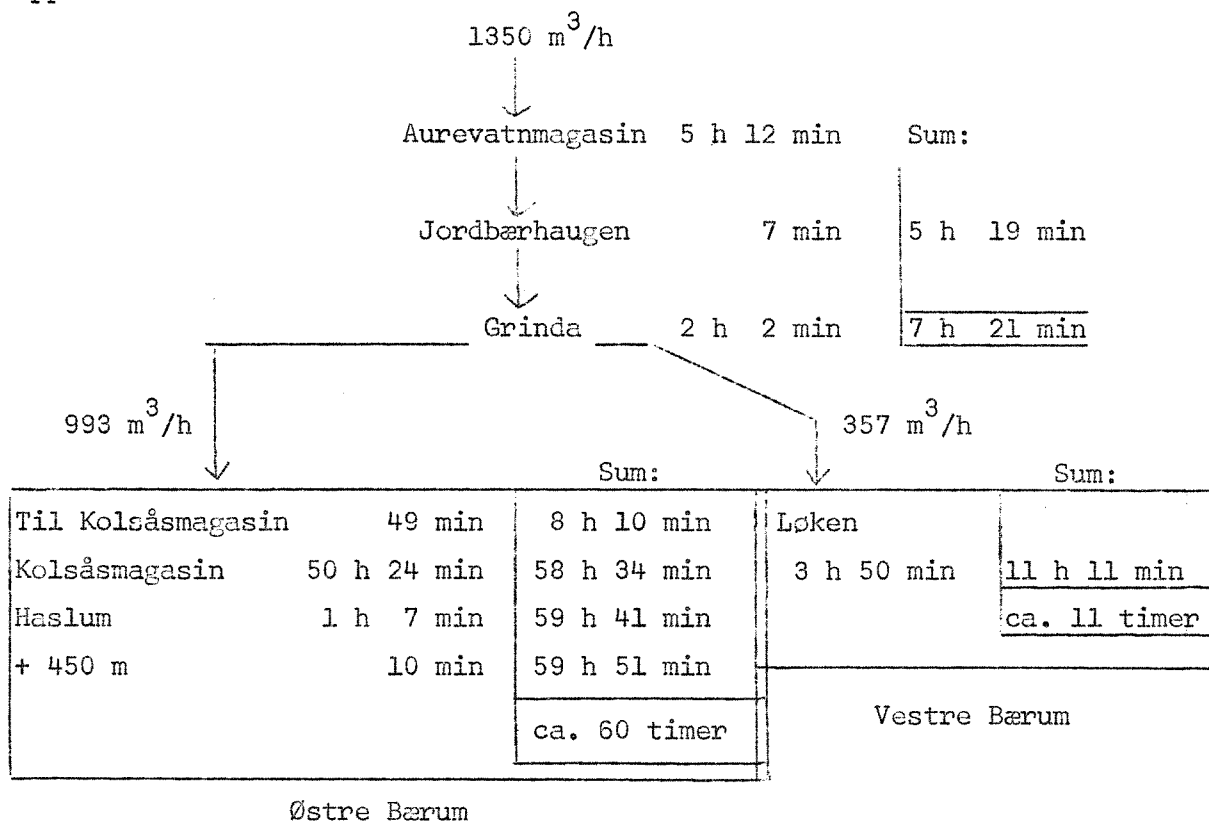 1350 m³/h
Aurevatnmagasin 5 h 12 min Sum:
Jordbærhaugen 7 min 5 h 19 min
Grinda 2 h 2 min 7 h 21 min
993 m³/h 357 m³/h
Sum: Sum:
Til Kolsåsmagasin 49 min 8 h 10 min Løken
Kolsåsmagasin 50 h 24 min 58 h 34 min 3 h 50 min 11 h 11 min
Haslum 1 h 7 min 59 h 41 min ca. 11 timer
+ 450 m 10 min 59 h 51 min
ca. 60 timer Vestre Bærum
Østre Bærum